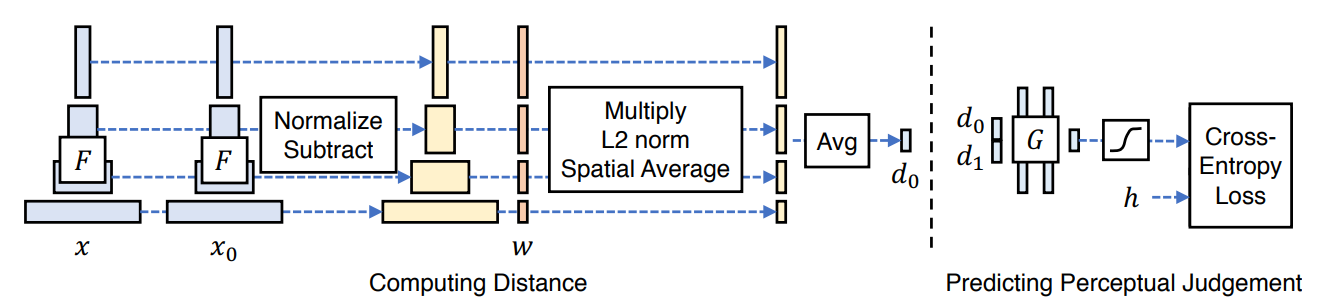 F
F
Normalize
Subtract
Multiply
L2 norm
Spatial Average
Avg
d₀
x
x₀
w
Computing Distance
d₀
d₁
G
h
Cross-
Entropy
Loss
Predicting Perceptual Judgement